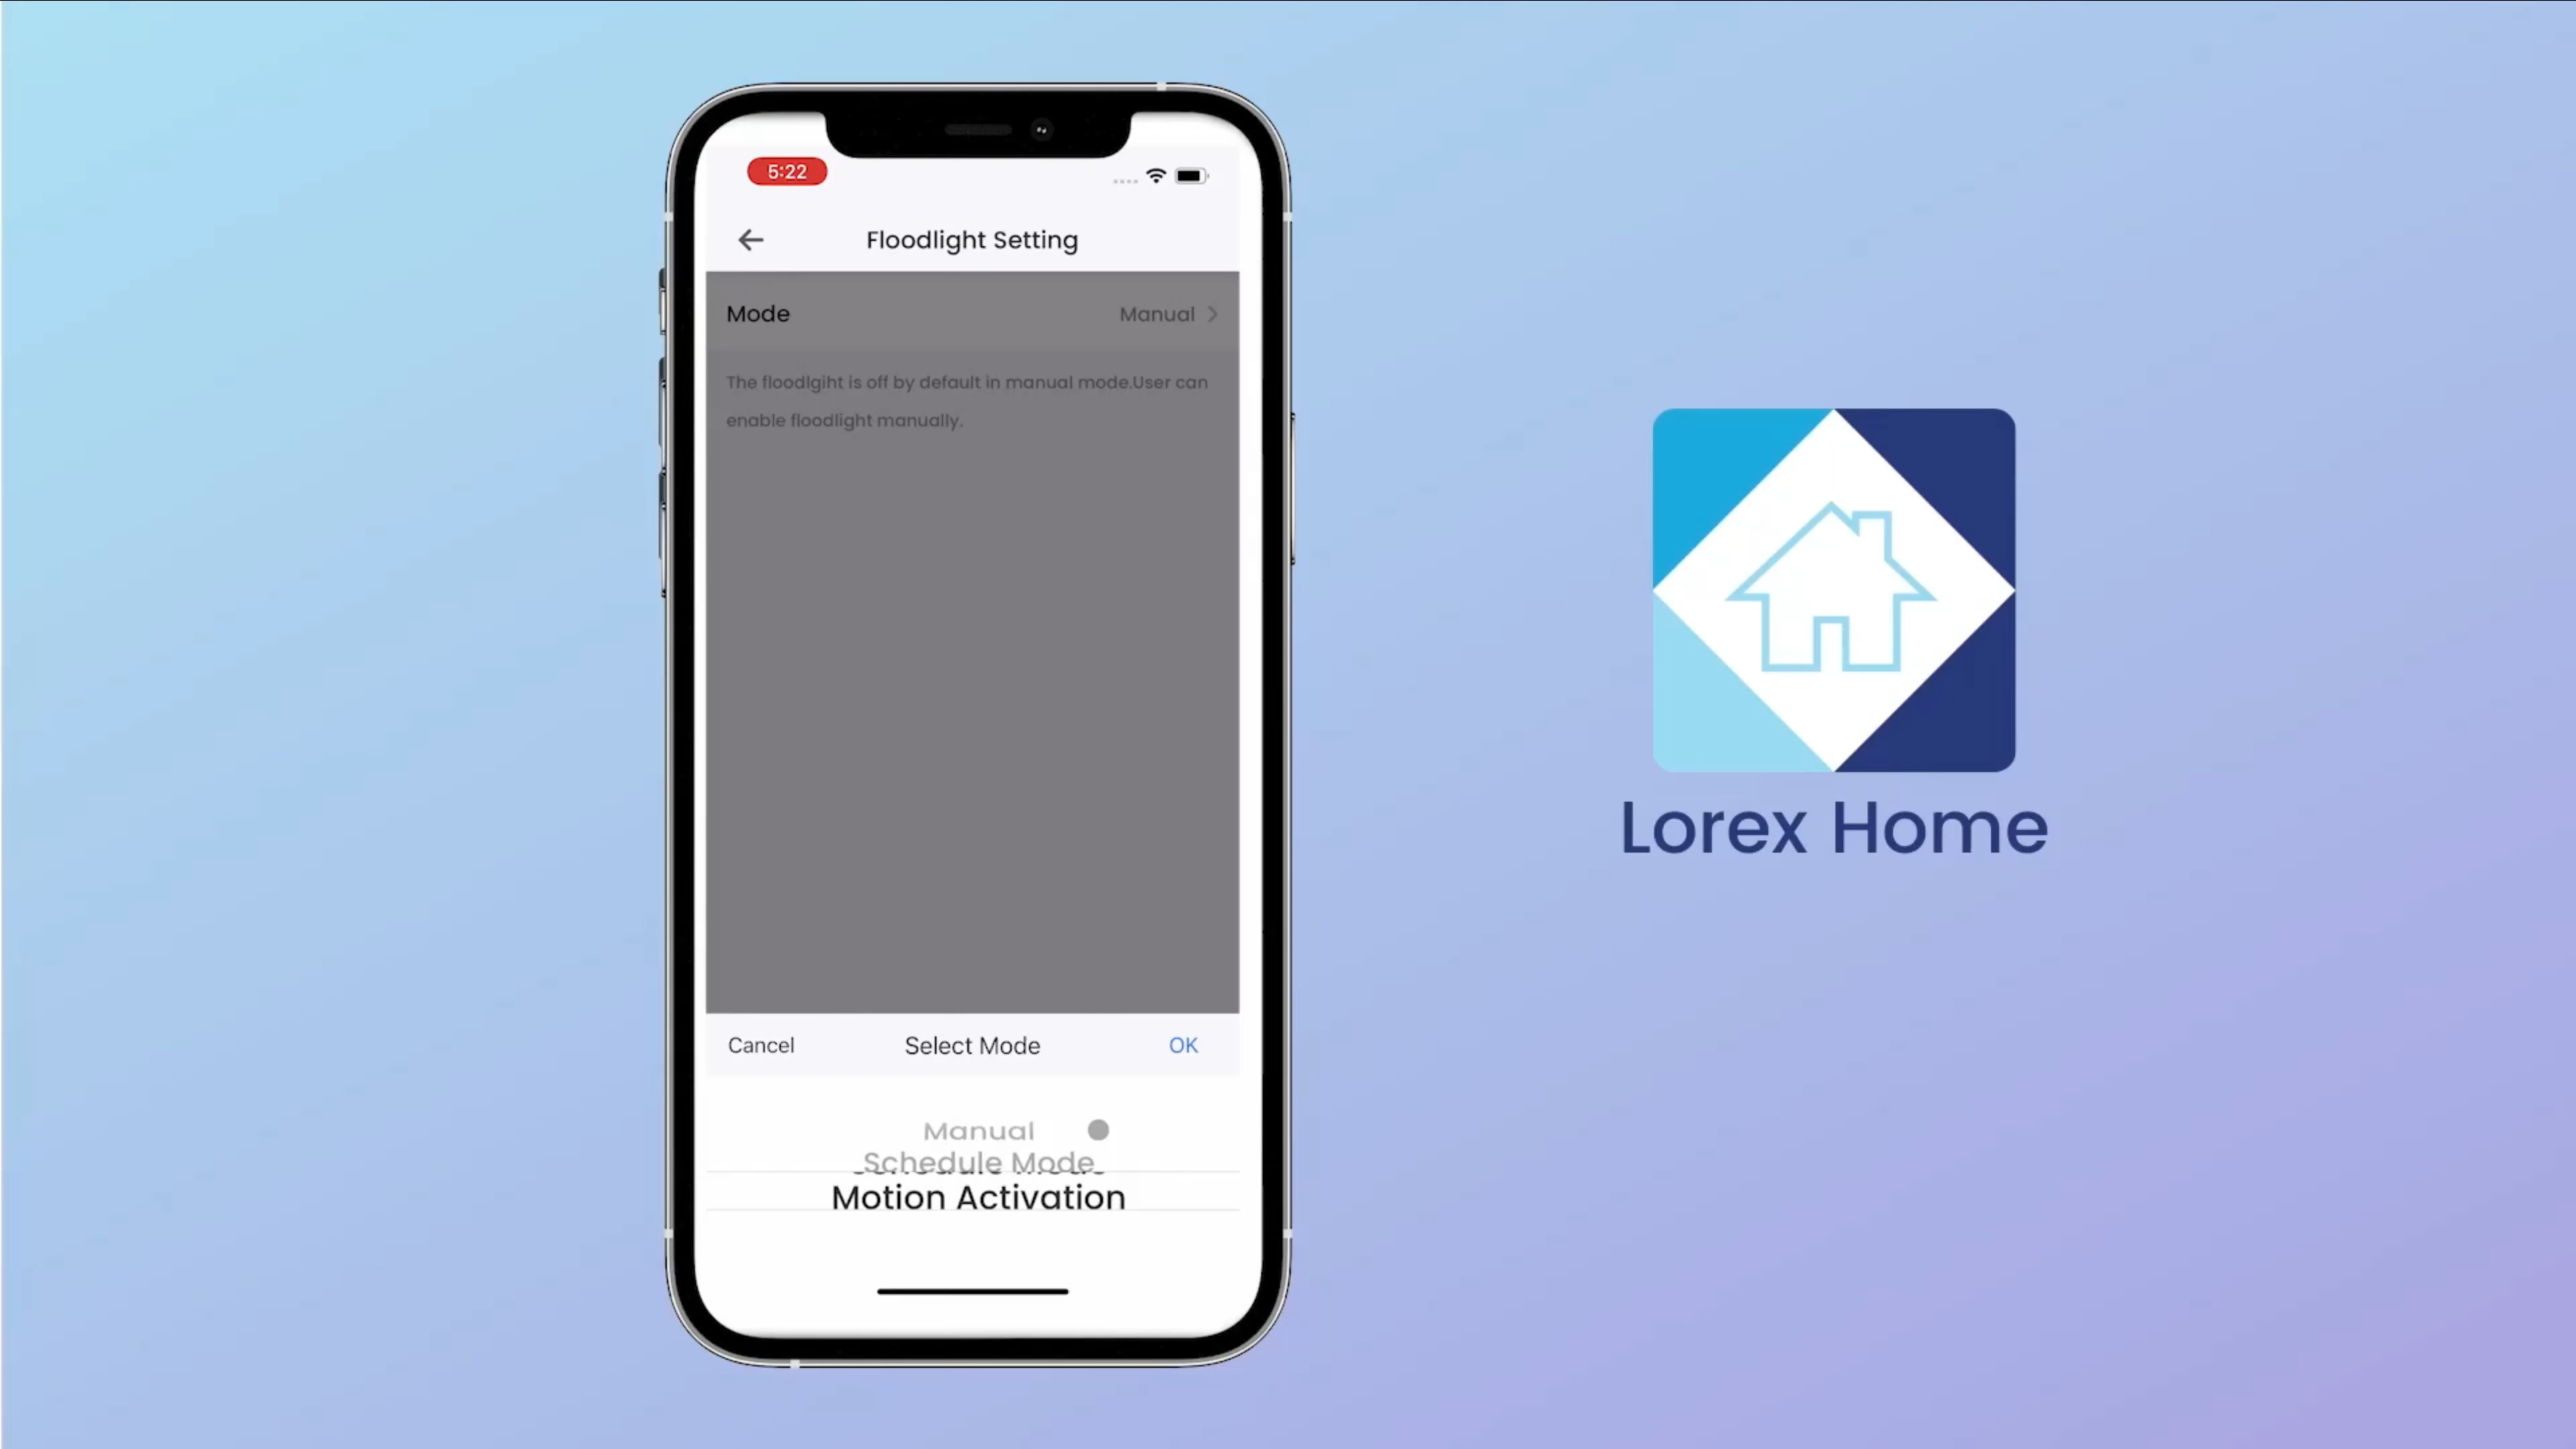 5:22
Floodlight Setting
Mode
Manual
The floodlgiht is off by default in manual mode.User can
enable floodlight manually.
Cancel
Select Mode
OK
Manual
Schedule Mode
Motion Activation
Lorex Home